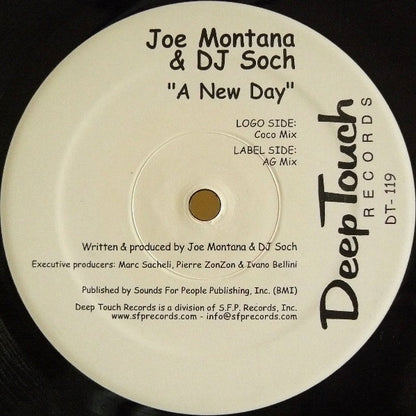 Joe Montana
& DJ Soch
"A New Day"
LOGO SIDE:
Coco Mix
LABEL SIDE:
AG Mix
Written & produced by Joe Montana & DJ Soch
Executive producers: Marc Sacheli, Pierre ZonZon & Ivano Bellini
Published by Sounds For People Publishing, Inc. (BMI)
Deep Touch Records is a division of S.F.P. Records, Inc.
www.sfprecords.com - info@sfprecords.com
Deep Touch
RECORDS
DT-119